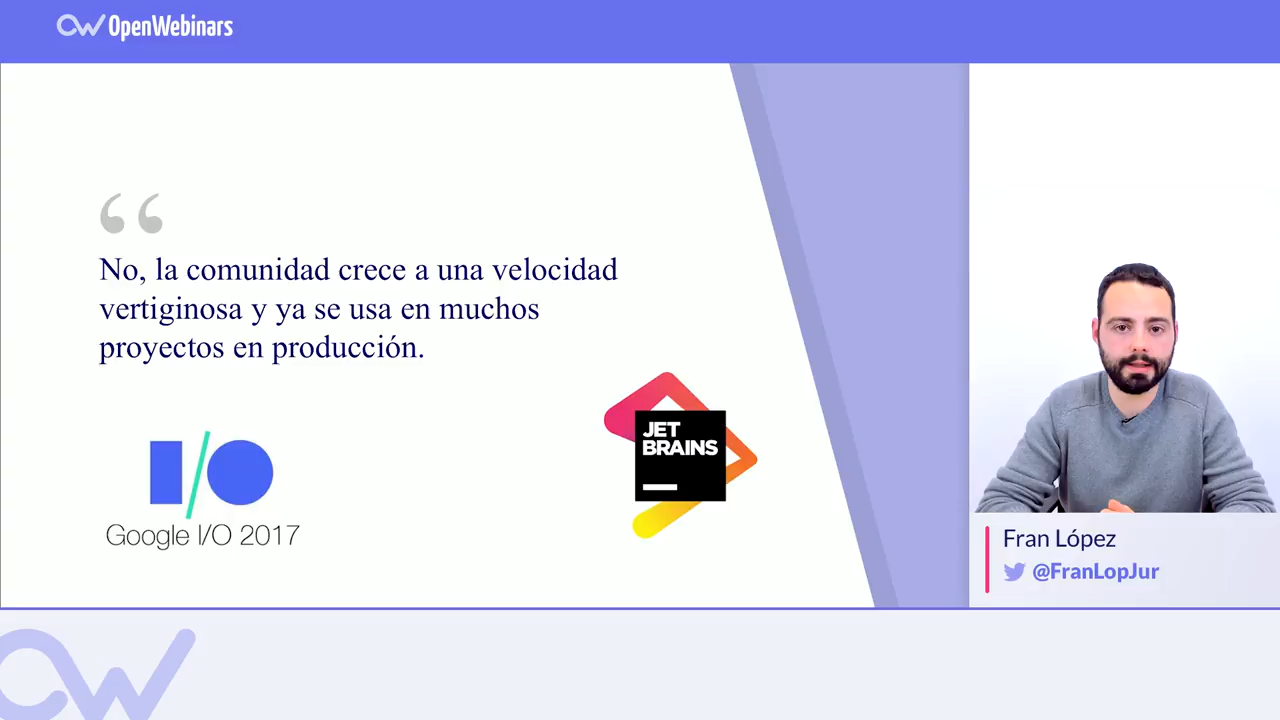 OpenWebinars
“
No, la comunidad crece a una velocidad
vertiginosa y ya se usa en muchos
proyectos en producción.
I/O
Google I/O 2017
JET
BRAINS
Fran López
@FranLopJur